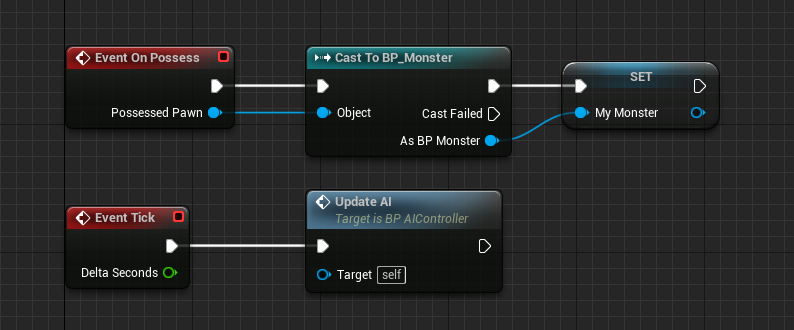 Event On Possess
Possessed Pawn
Cast To BP_Monster
Object
Cast Failed
As BP Monster
SET
My Monster
Event Tick
Delta Seconds
Update AI
Target is BP AIController
Target self